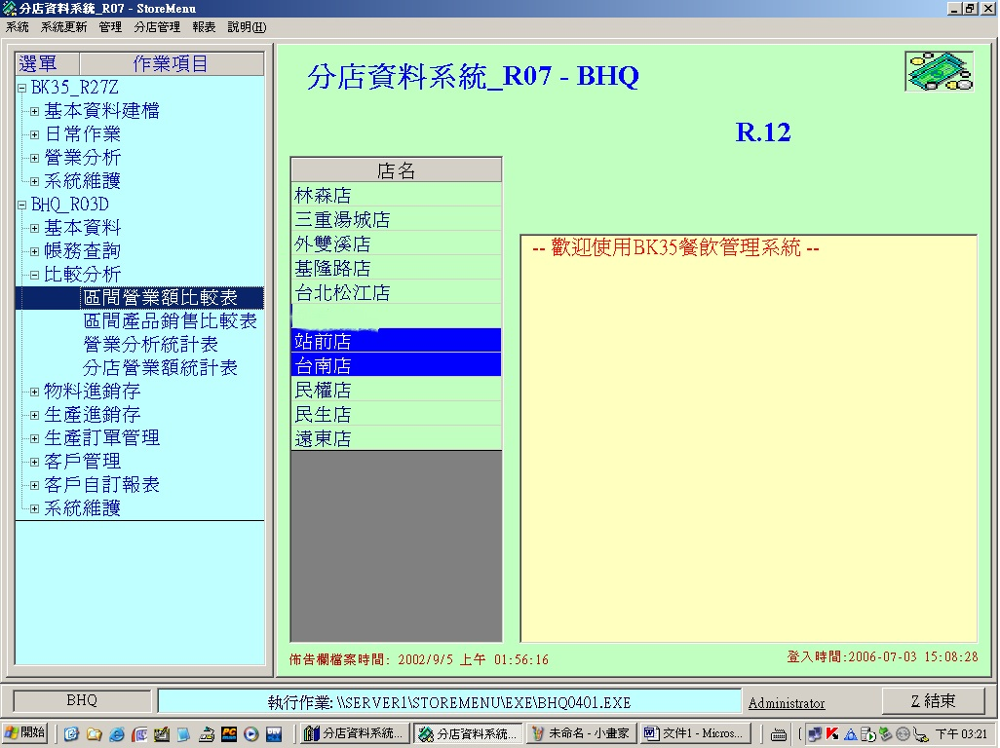 分店資料系統_R07 - StoreMenu
系統 系統更新 管理 分店管理 報表 說明(H)
選單 作業項目
BK35_R27Z
基本資料建檔
日常作業
營業分析
系統維護
BHQ_R03D
基本資料
帳務查詢
比較分析
區間營業額比較表
區間產品銷售比較表
營業分析統計表
分店營業額統計表
物料進銷存
生產進銷存
生產訂單管理
客戶管理
客戶自訂報表
系統維護
分店資料系統_R07 - BHQ
R.12
店名
林森店
三重湯城店
外雙溪店
基隆路店
台北松江店
站前店
台南店
民權店
民生店
遠東店
-- 歡迎使用BK35餐飲管理系統 --
佈告欄檔案時間: 2002/9/5 上午 01:56:16
登入時間:2006-07-03 15:08:28
BHQ
執行作業: \\SERVER1\STOREMENU\EXE\BHQ0401.EXE
Administrator
Z 結束
開始
分店資料系統...
分店資料系統...
未命名 - 小畫家
文件1 - Micros...
下午 03:21